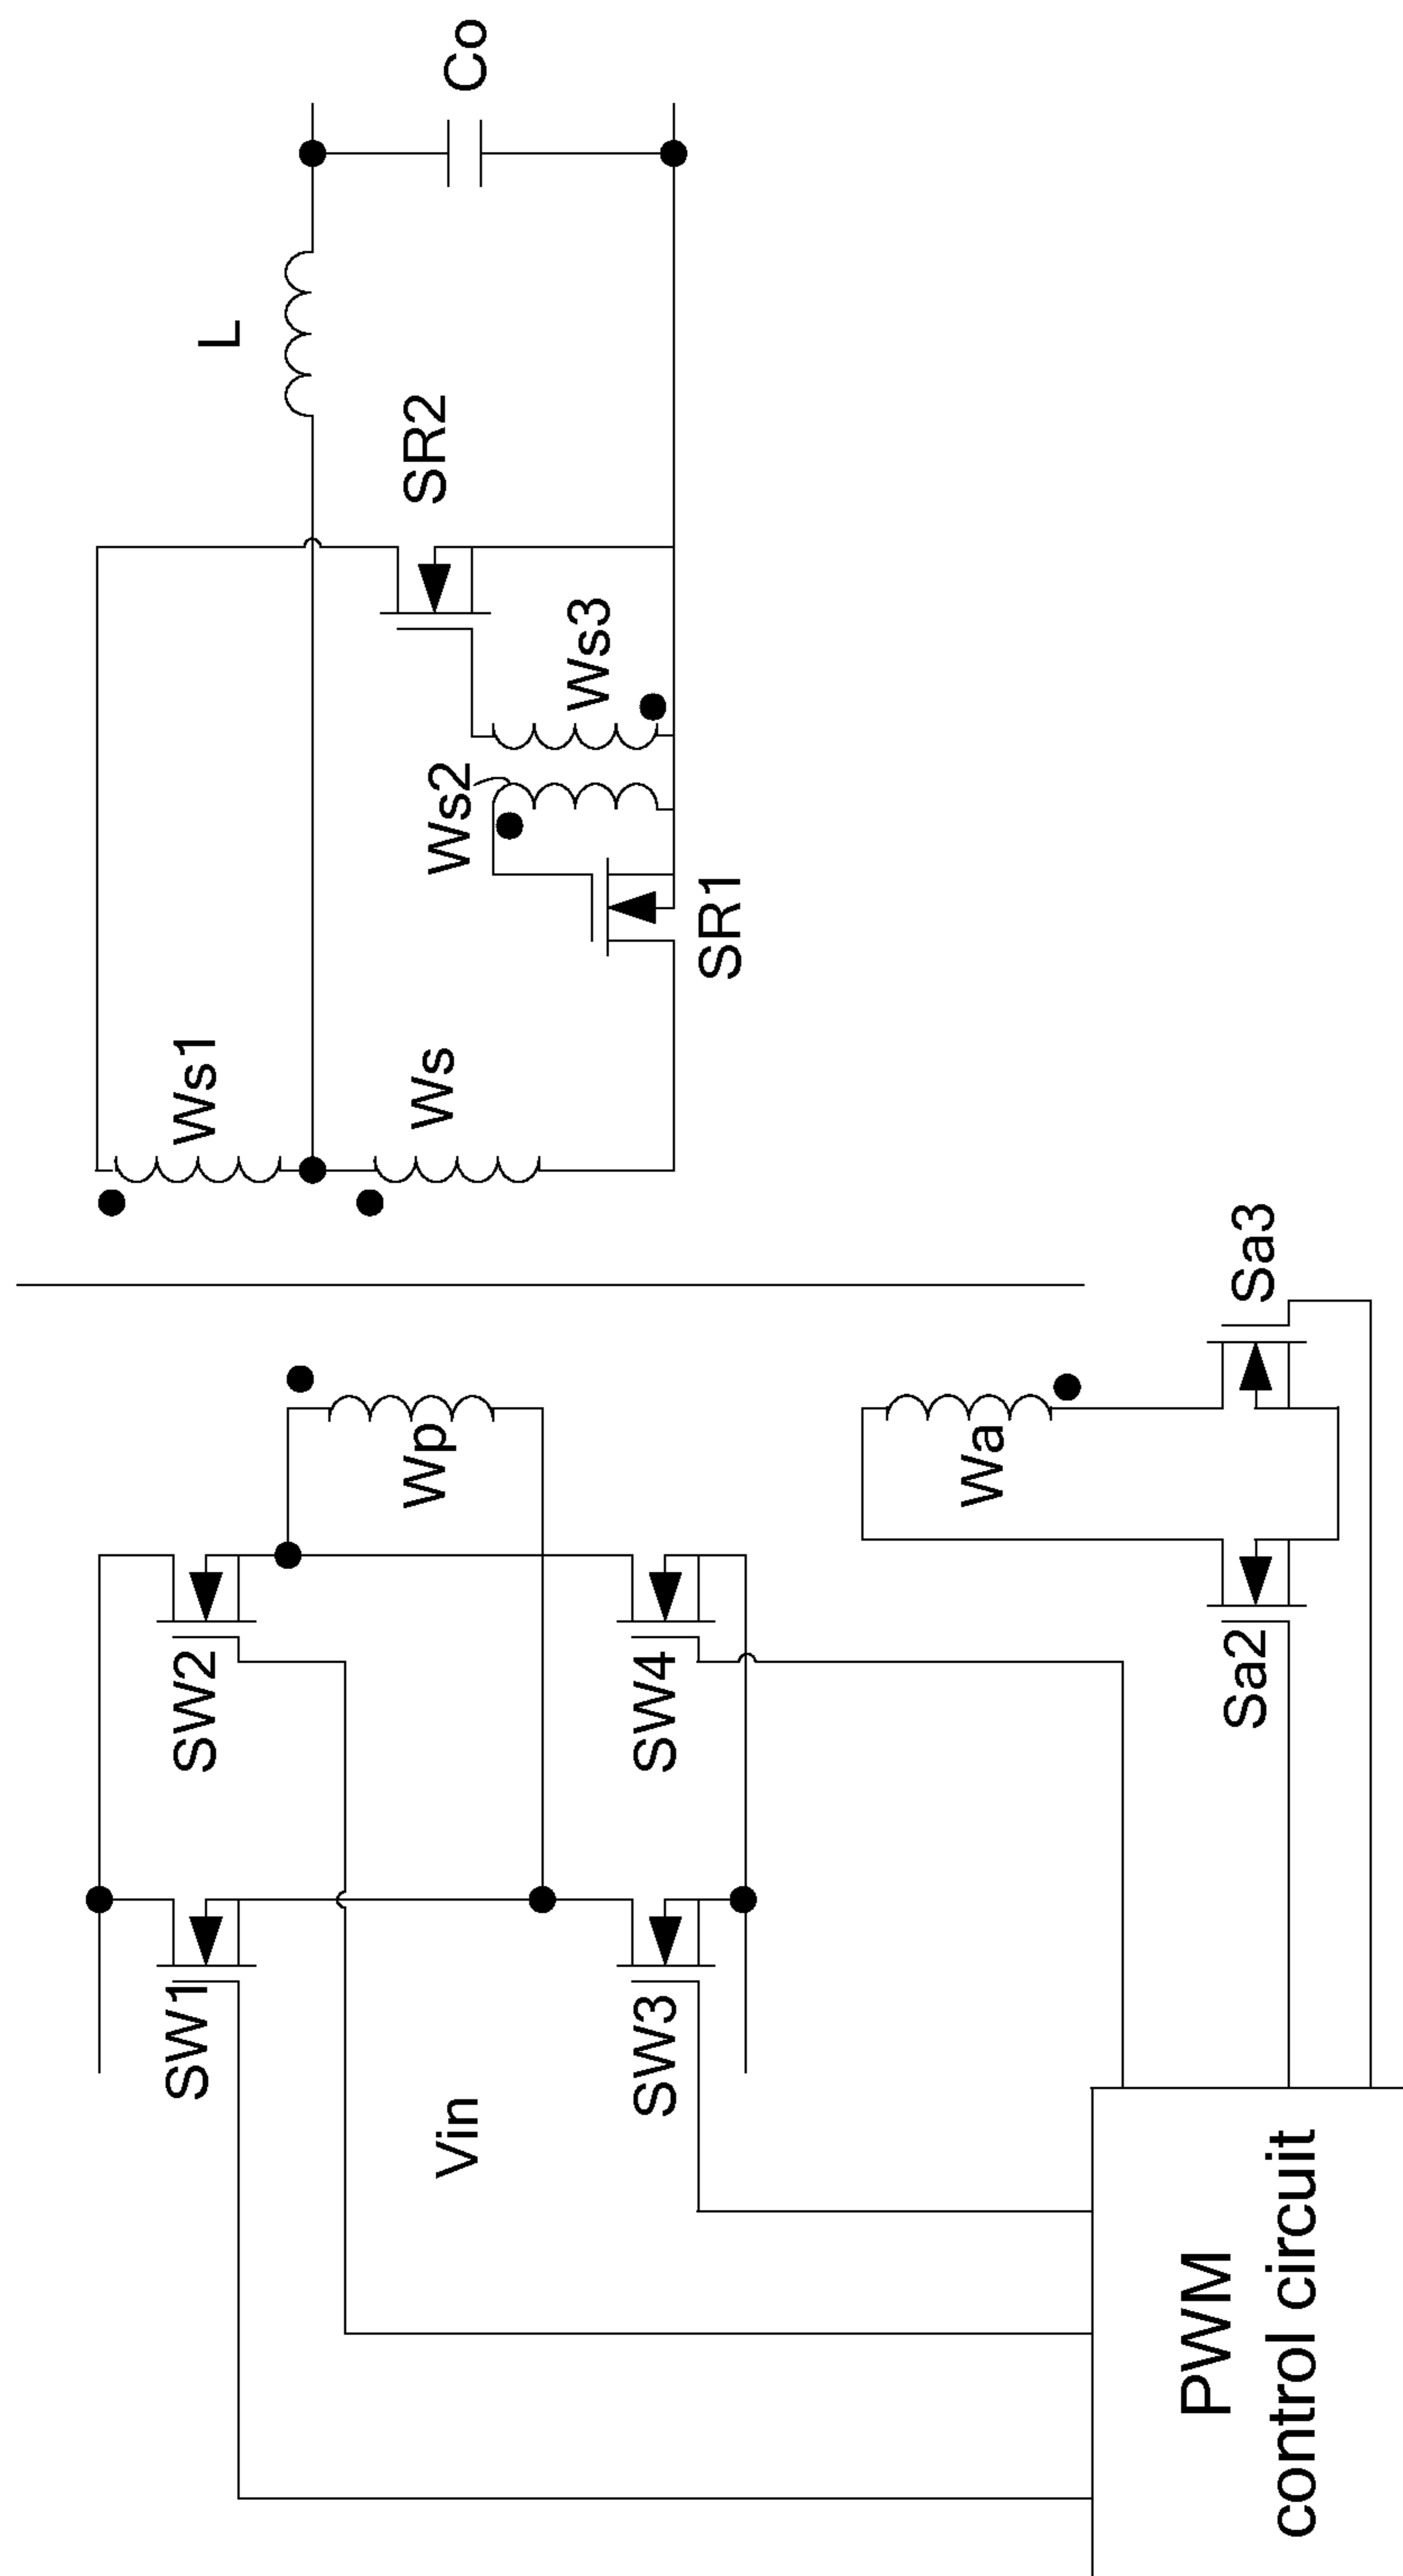 Co
L
SR2
Ws3
Ws2
SR1
Ws1
Ws
Sa3
Wp
Wa
SW2
SW4
Sa2
SW1
SW3
Vin
PWM
control circuit